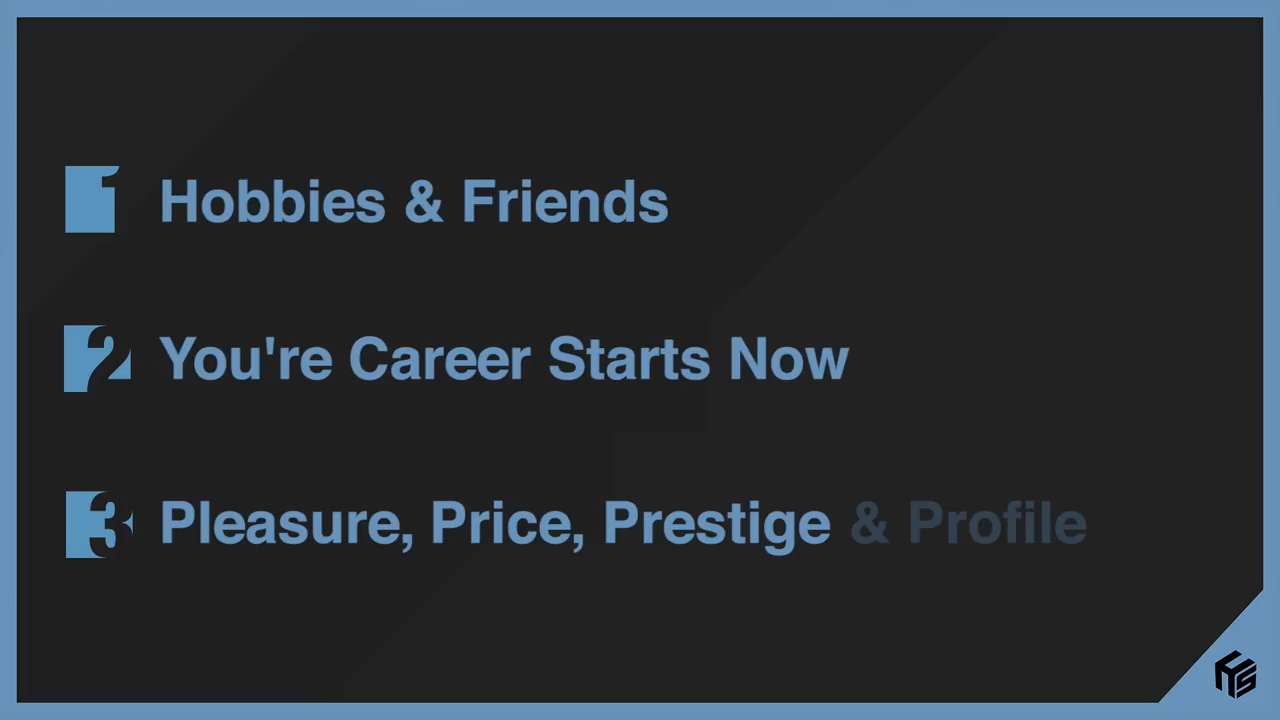 1 Hobbies & Friends
2 You're Career Starts Now
3 Pleasure, Price, Prestige & Profile